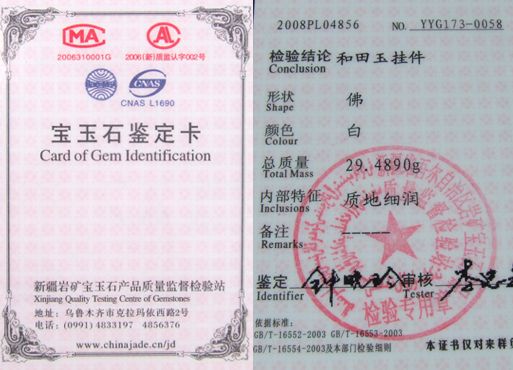 MA
AL
2006310001G
2006(新)质监认字002号
CNAS
CNAS L1690
宝玉石鉴定卡
Card of Gem Identification
新疆岩矿宝玉石产品质量监督检验站
Xinjiang Quality Testing Centre of Gemstones
地址：乌鲁木齐市克拉玛依西路2号
电话：(0991) 4833197 4856376
www.chinajade.cn/jd
2008PL04856 NO. YYG173-0058
检验结论 和田玉挂件
Conclusion
形状 佛
Shape
颜色 白
Colour
总质量 29.4890g
Total Mass
内部特征 质地细润
Inclusions
备注 -----
Remarks
鉴定 审核
Identifier Tester
检验专用章
依据标准：
GB/T-16552-2003 GB/T-16553-2003
GB/T-16554-2003及本部门检验细则
本证书仅对来样